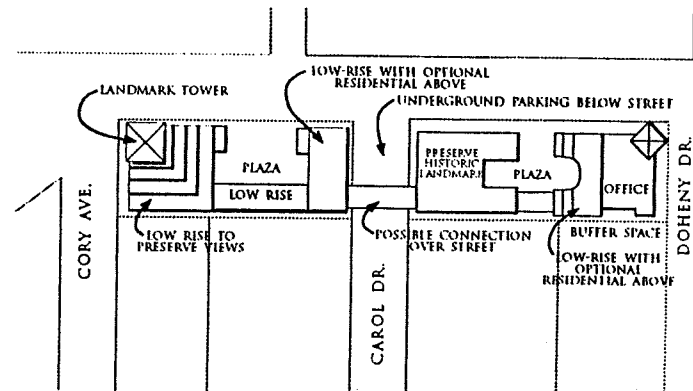 LOW-RISE WITH OPTIONAL
RESIDENTIAL ABOVE
LANDMARK TOWER
UNDERGROUND PARKING BELOW STREET
PLAZA
LOW RISE
PRESERVE
HISTORIC
LANDMARK
PLAZA
OFFICE
LOW RISE TO
PRESERVE VIEWS
POSSIBLE CONNECTION
OVER STREET
BUFFER SPACE
LOW-RISE WITH
OPTIONAL
RESIDENTIAL ABOVE
CORY AVE.
CAROL DR.
DOHENY DR.